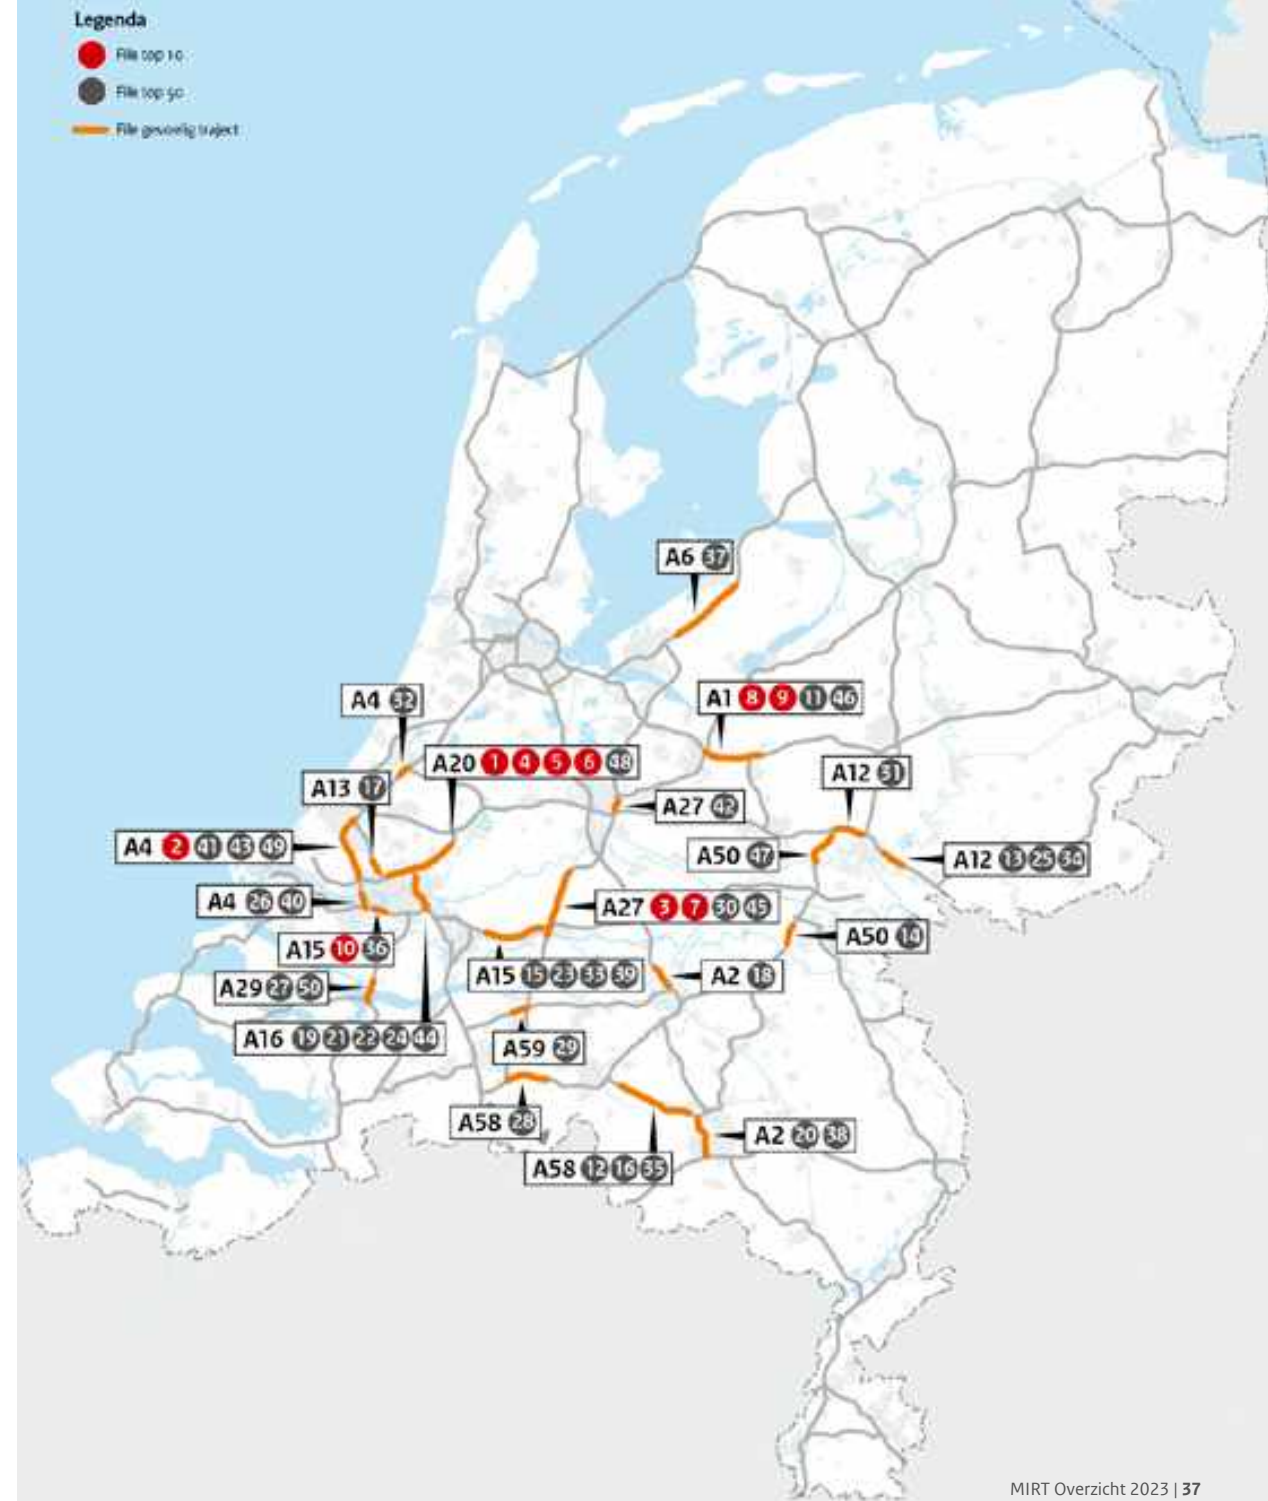 Legenda
File top 10
File top 50
File gevoelig traject
A6 37
A4 32
A1 8 9 11 46
A20 1 4 5 6 48
A13 17
A12 31
A27 42
A4 2 41 43 49
A50 47
A12 13 25 34
A4 26 40
A27 3 7 30 45
A15 10 36
A50 14
A29 27 50
A15 15 23 33 39
A2 18
A16 19 21 22 24 44
A59 29
A58 28
A2 20 38
A58 12 16 35
MIRT Overzicht 2023 | 37